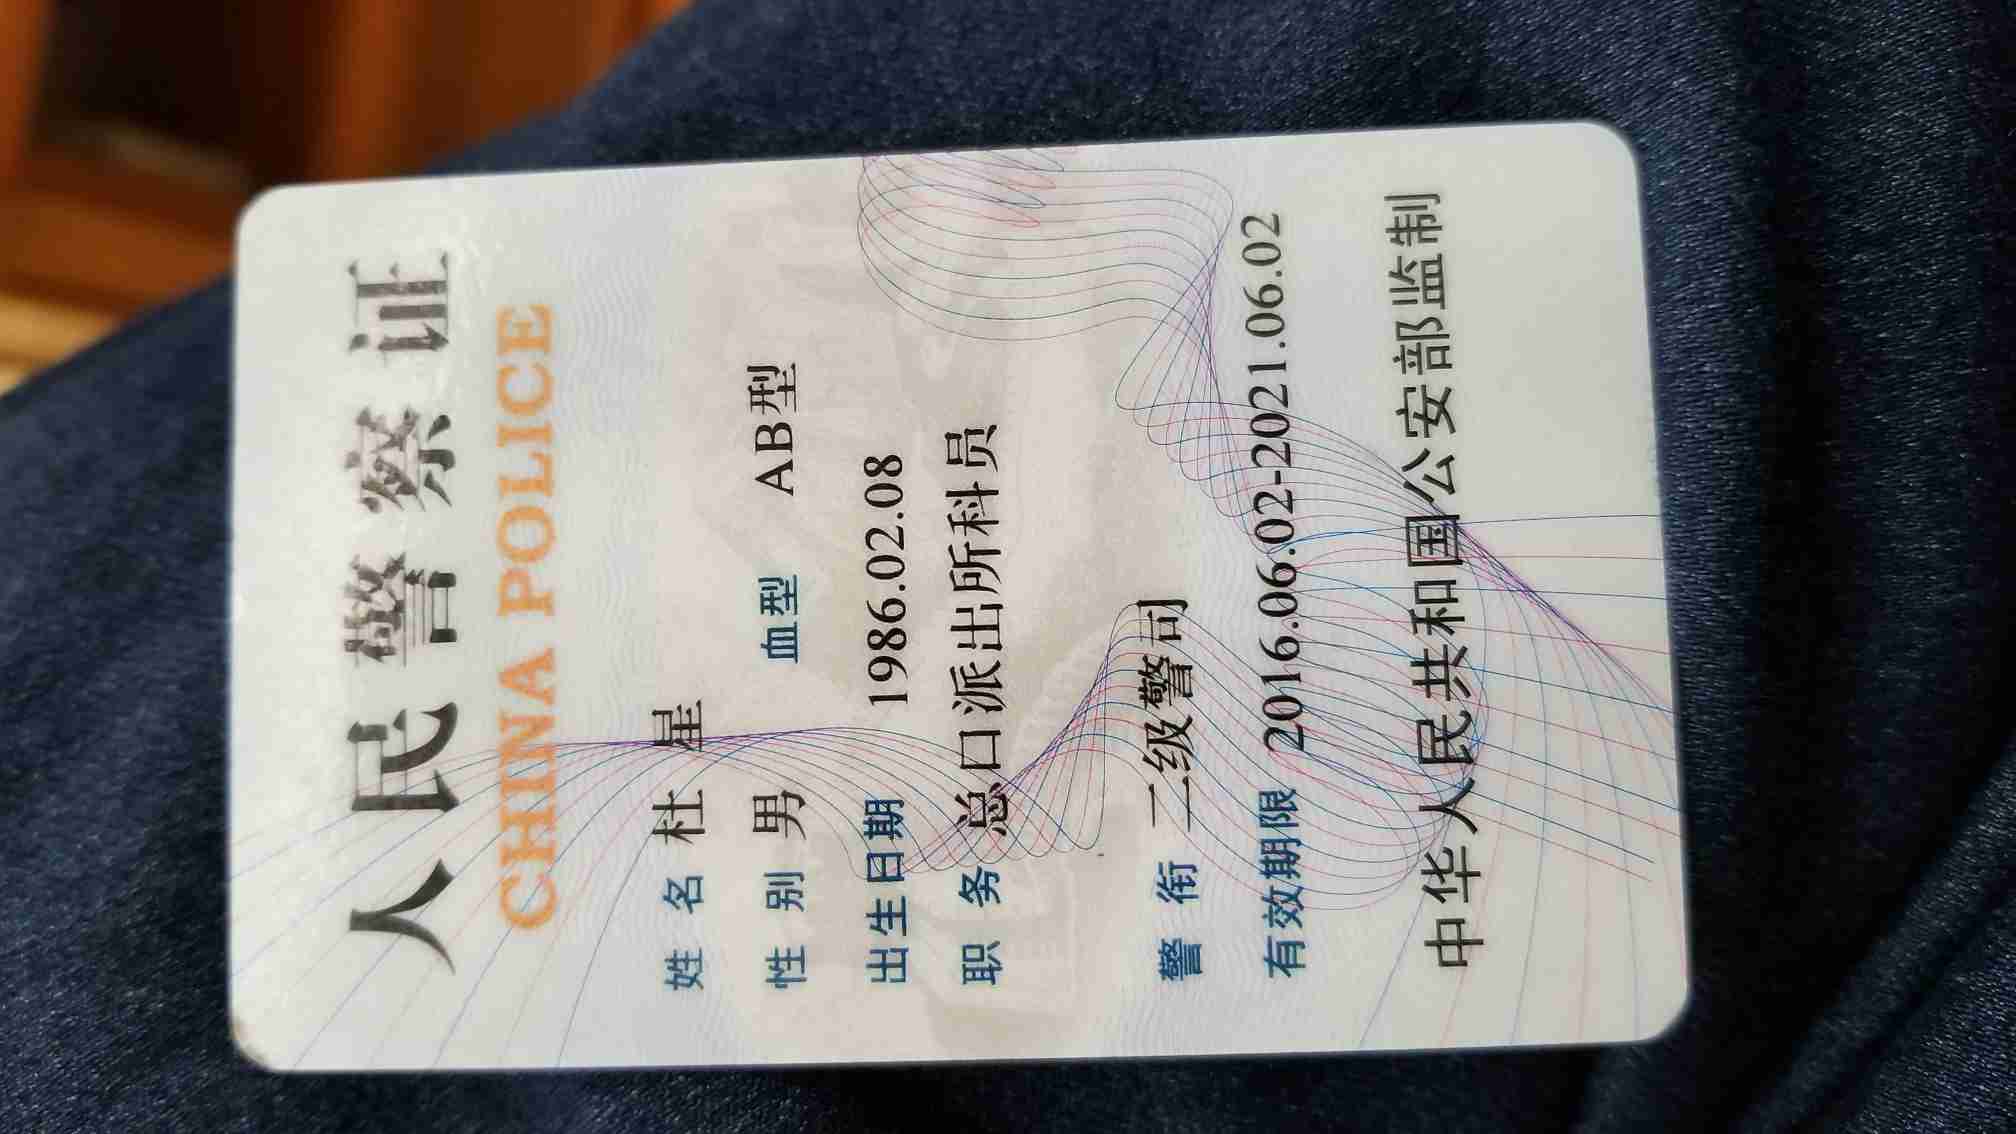 人民警察证
CHINA POLICE
姓 名 杜 星
性 别 男 血型 AB型
出生日期 1986.02.08
职 务 总口派出所科员
警 衔 二级警司
有效期限 2016.06.02-2021.06.02
中华人民共和国公安部监制